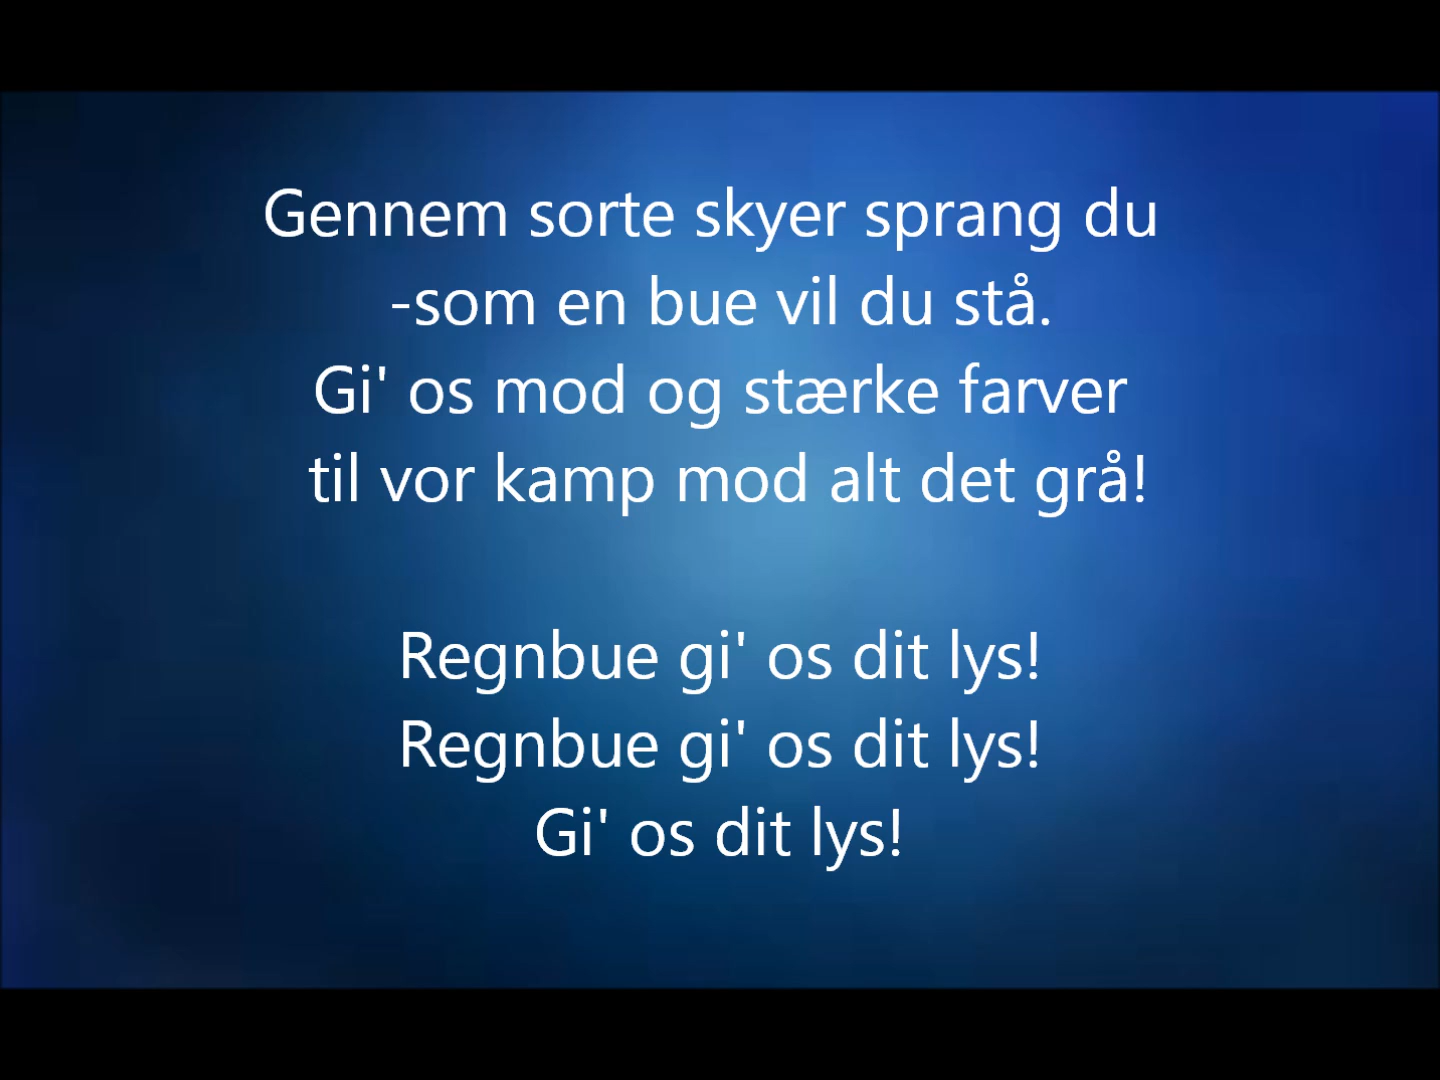 Gennem sorte skyer sprang du
-som en bue vil du stå.
Gi' os mod og stærke farver
til vor kamp mod alt det grå!
Regnbue gi' os dit lys!
Regnbue gi' os dit lys!
Gi' os dit lys!